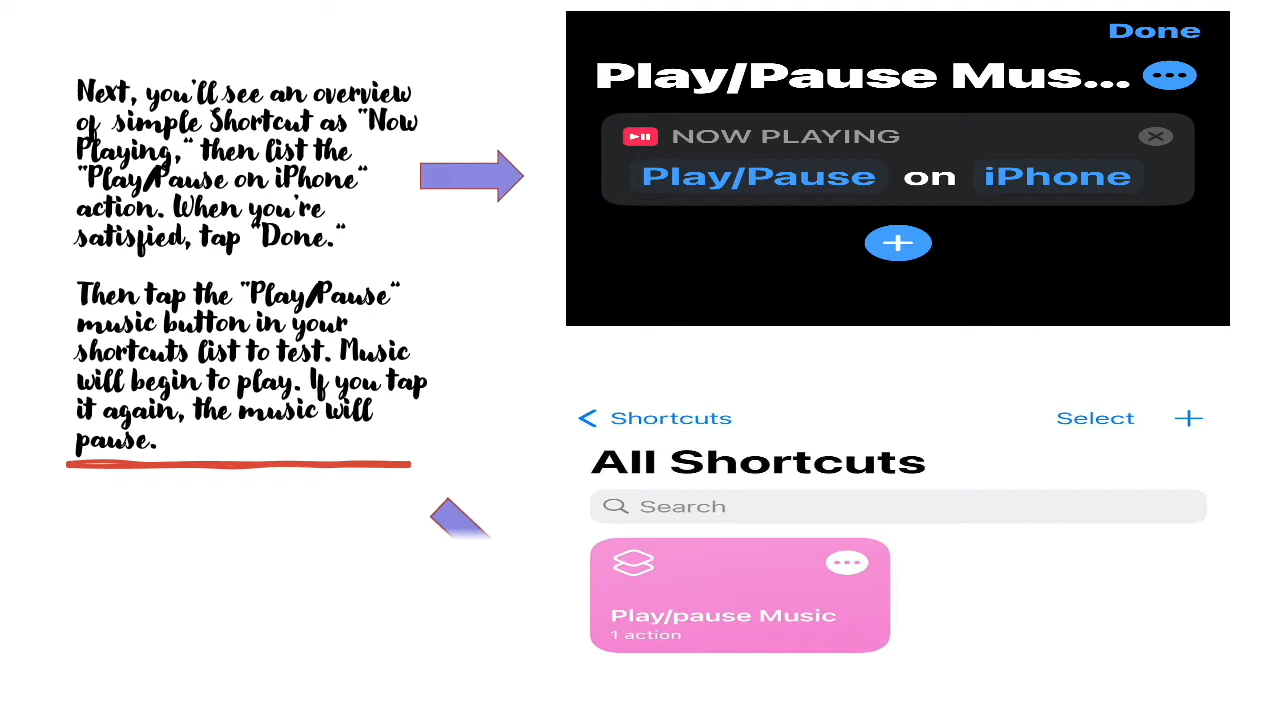 Next, you'll see an overview
of simple Shortcut as "Now
Playing," then list the
"Play/Pause on iPhone"
action. When you're
satisfied, tap "Done."
Then tap the "Play/Pause"
music button in your
shortcuts list to test. Music
will begin to play. If you tap
it again, the music will
pause.
Done
Play/Pause Mus...
NOW PLAYING
Play/Pause on iPhone
Shortcuts
Select
All Shortcuts
Search
Play/pause Music
1 action